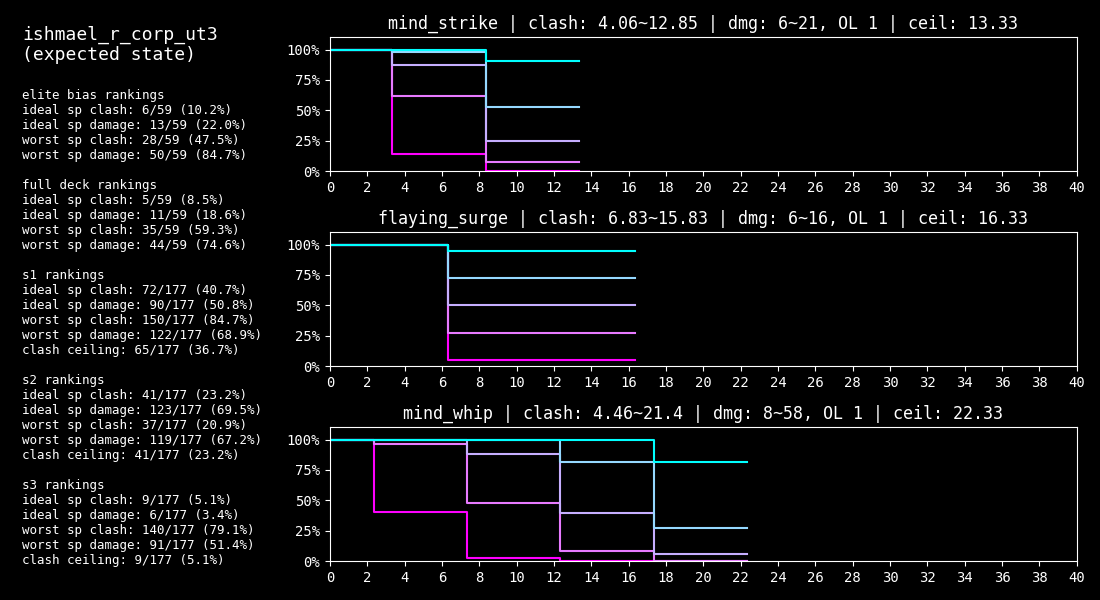 ishmael_r_corp_ut3
(expected state)
elite bias rankings
ideal sp clash: 6/59 (10.2%)
ideal sp damage: 13/59 (22.0%)
worst sp clash: 28/59 (47.5%)
worst sp damage: 50/59 (84.7%)
full deck rankings
ideal sp clash: 5/59 (8.5%)
ideal sp damage: 11/59 (18.6%)
worst sp clash: 35/59 (59.3%)
worst sp damage: 44/59 (74.6%)
s1 rankings
ideal sp clash: 72/177 (40.7%)
ideal sp damage: 90/177 (50.8%)
worst sp clash: 150/177 (84.7%)
worst sp damage: 122/177 (68.9%)
clash ceiling: 65/177 (36.7%)
s2 rankings
ideal sp clash: 41/177 (23.2%)
ideal sp damage: 123/177 (69.5%)
worst sp clash: 37/177 (20.9%)
worst sp damage: 119/177 (67.2%)
clash ceiling: 41/177 (23.2%)
s3 rankings
ideal sp clash: 9/177 (5.1%)
ideal sp damage: 6/177 (3.4%)
worst sp clash: 140/177 (79.1%)
worst sp damage: 91/177 (51.4%)
clash ceiling: 9/177 (5.1%)
mind_strike | clash: 4.06~12.85 | dmg: 6~21, OL 1 | ceil: 13.33
100%
75%
50%
25%
0%
0 2 4 6 8 10 12 14 16 18 20 22 24 26 28 30 32 34 36 38 40
flaying_surge | clash: 6.83~15.83 | dmg: 6~16, OL 1 | ceil: 16.33
100%
75%
50%
25%
0%
0 2 4 6 8 10 12 14 16 18 20 22 24 26 28 30 32 34 36 38 40
mind_whip | clash: 4.46~21.4 | dmg: 8~58, OL 1 | ceil: 22.33
100%
75%
50%
25%
0%
0 2 4 6 8 10 12 14 16 18 20 22 24 26 28 30 32 34 36 38 40